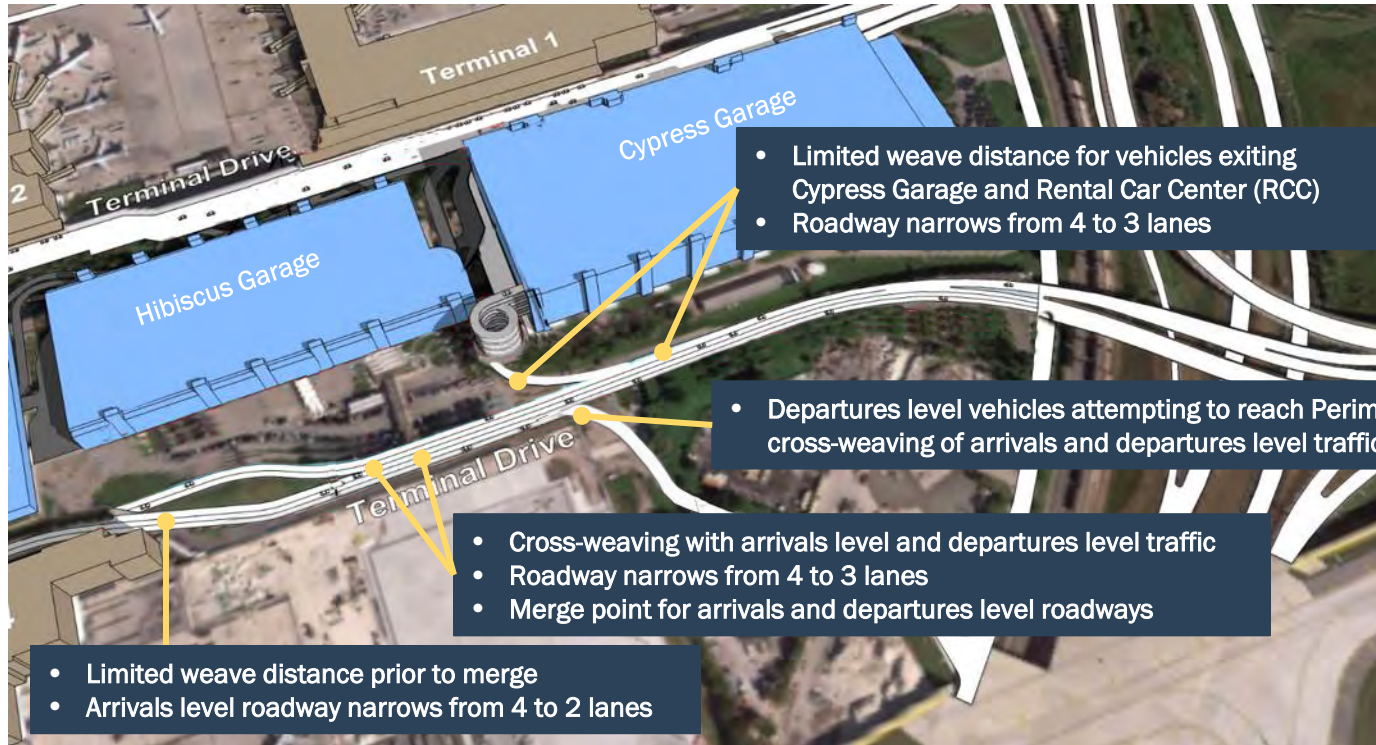 Terminal 1
Cypress Garage
Terminal Drive
2
Hibiscus Garage
• Limited weave distance for vehicles exiting
Cypress Garage and Rental Car Center (RCC)
• Roadway narrows from 4 to 3 lanes
• Departures level vehicles attempting to reach
cross-weaving of arrivals and departures level
Terminal Drive
• Cross-weaving with arrivals level and departures level traffic
• Roadway narrows from 4 to 3 lanes
• Merge point for arrivals and departures level roadways
• Limited weave distance prior to merge
• Arrivals level roadway narrows from 4 to 2 lanes